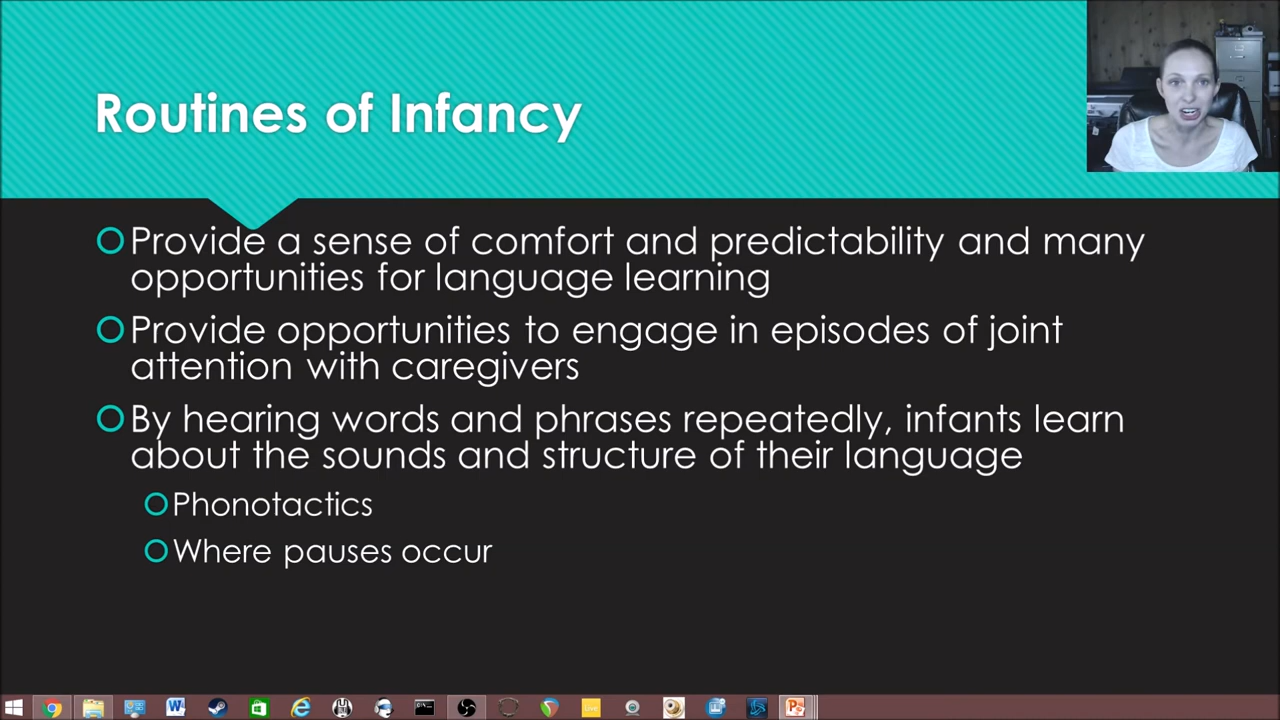 Routines of Infancy
Provide a sense of comfort and predictability and many
opportunities for language learning
Provide opportunities to engage in episodes of joint
attention with caregivers
By hearing words and phrases repeatedly, infants learn
about the sounds and structure of their language
Phonotactics
Where pauses occur